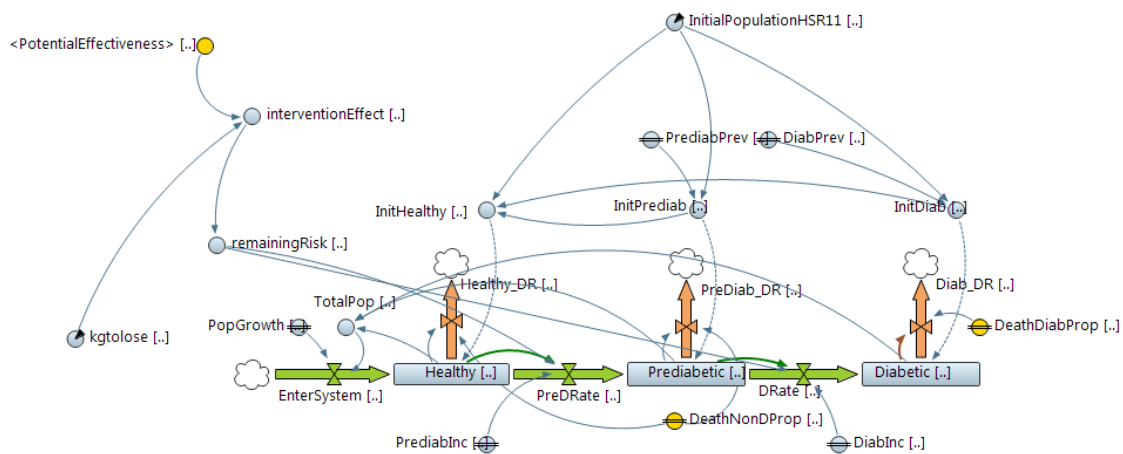 InitialPopulationHSR11 [..]
<PotentialEffectiveness> [..]
interventionEffect [..]
PrediabPrev [..]
DiabPrev [..]
InitHealthy [..]
InitPrediab [..]
InitDiab [..]
remainingRisk [..]
Healthy_DR [..]
PreDiab_DR [..]
Diab_DR [..]
TotalPop [..]
PopGrowth [..]
DeathDiabProp [..]
kgtolose [..]
Healthy [..]
Prediabetic [..]
Diabetic [..]
EnterSystem [..]
PreDRate [..]
DRate [..]
DeathNonDProp [..]
PrediabInc [..]
DiabInc [..]